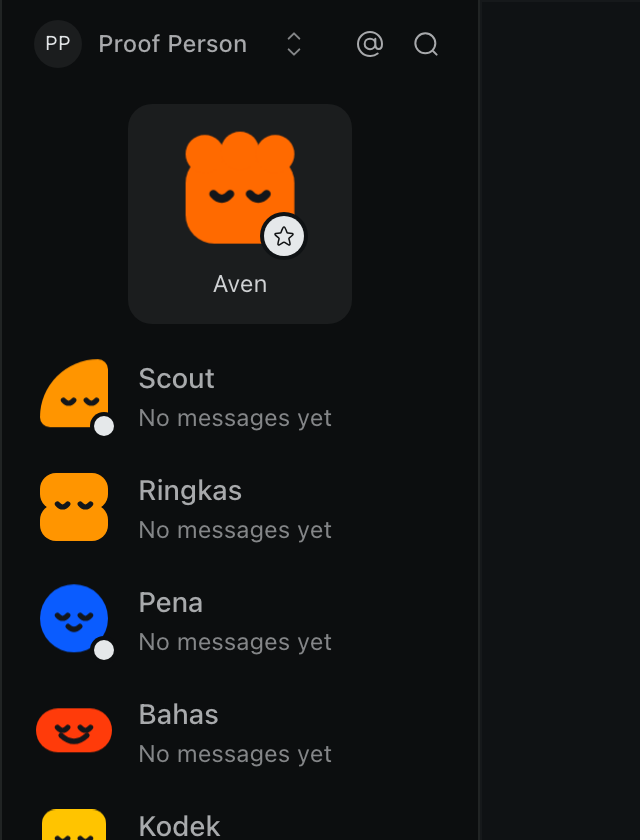 PP Proof Person
Aven
Scout
No messages yet
Ringkas
No messages yet
Pena
No messages yet
Bahas
No messages yet
Kodek